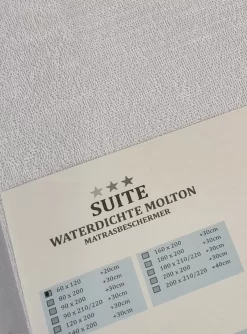 SUITE
WATERDICHTE MOLTON
MATRASBESCHERMER
60 x 120 +20cm
80 x 200 +30cm
90 x 200 +30cm
90 x 210/220 +30cm
120 x 200 +30cm
140 x 200 +30cm
160 x 200 +30cm
180 x 200 +30cm
180 x 210/220 +40cm
200 x 200 +30cm
200 x 210/220 +40cm